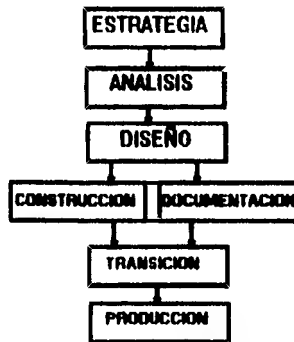 ESTRATEGIA
ANALISIS
DISEÑO
CONSTRUCCION DOCUMENTACION
TRANSICION
PRODUCCION